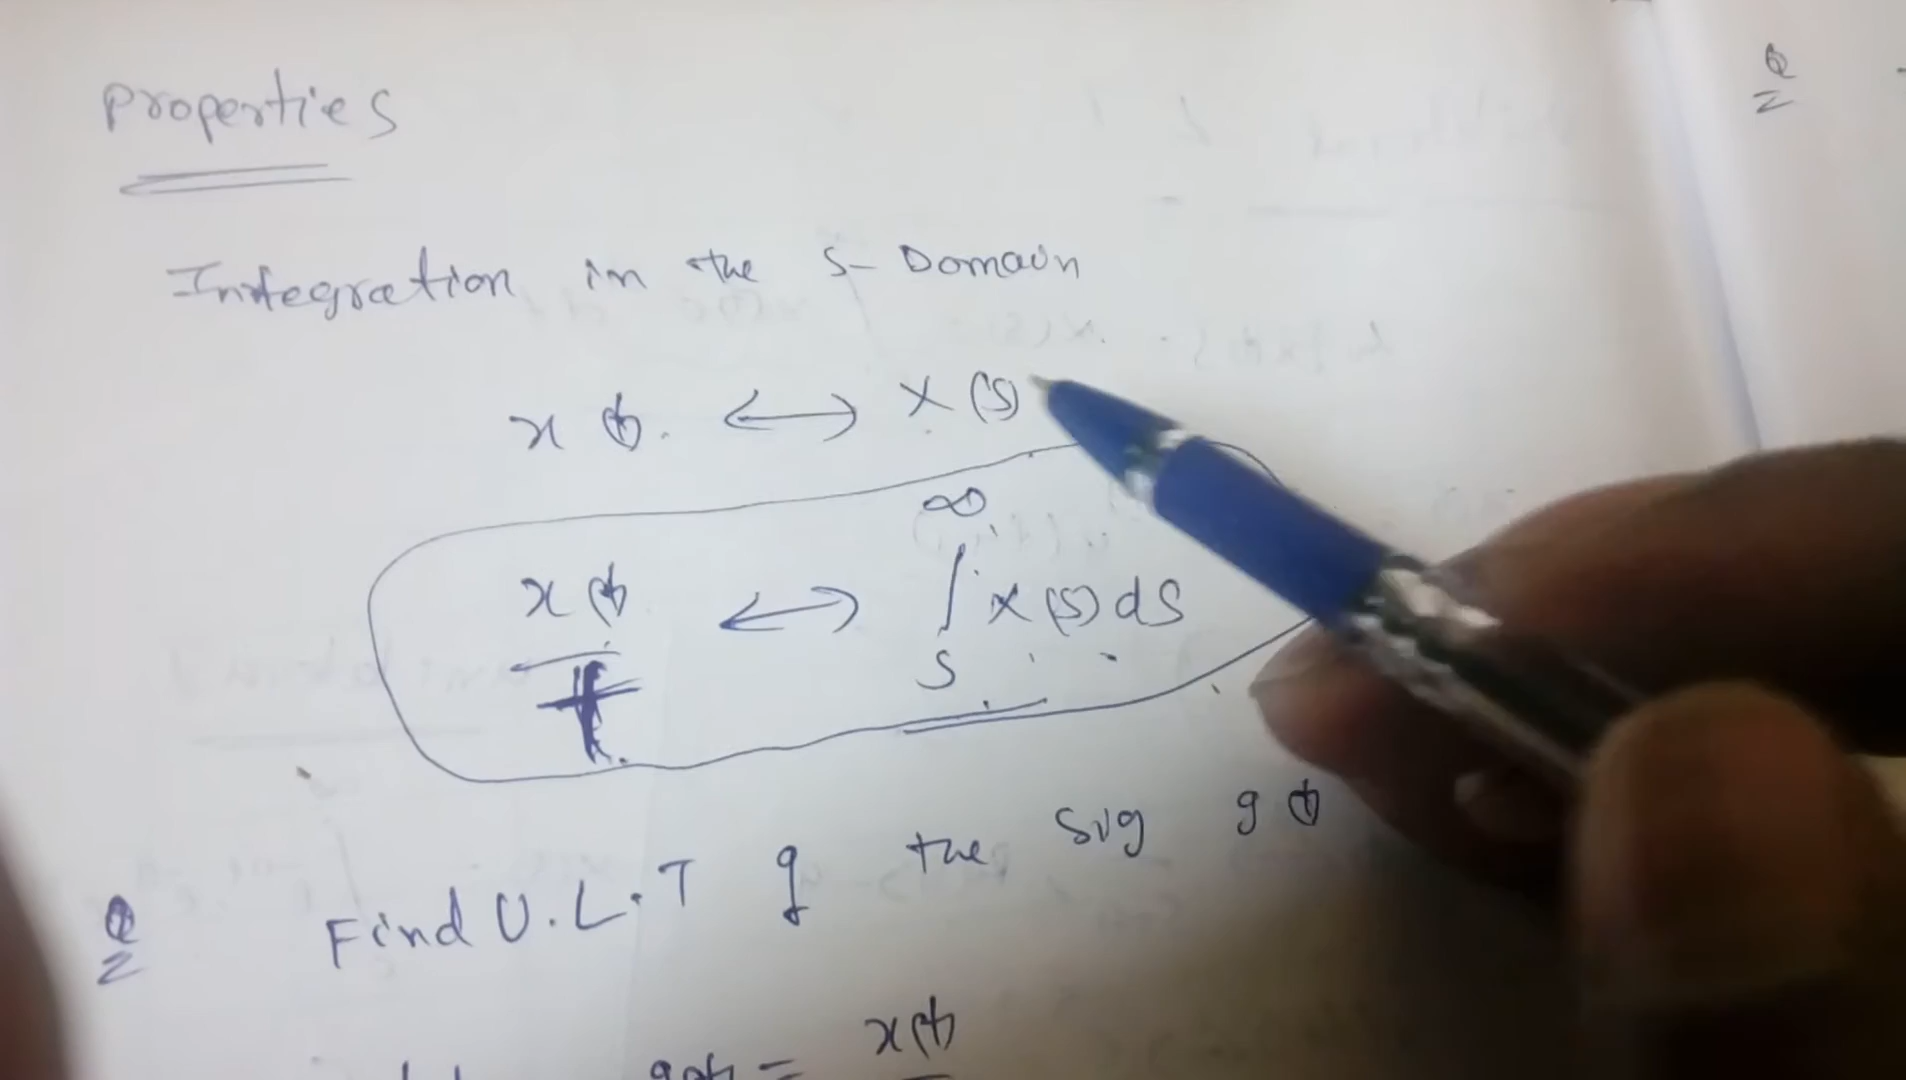 Properties
Integration in the S-Domain
x(t) ↔ X(S)
∞
x(t) ↔ ∫ X(S) dS
t S
Q Find U.L.T of the Sig g(t)
x(t)
g(t) =
Q